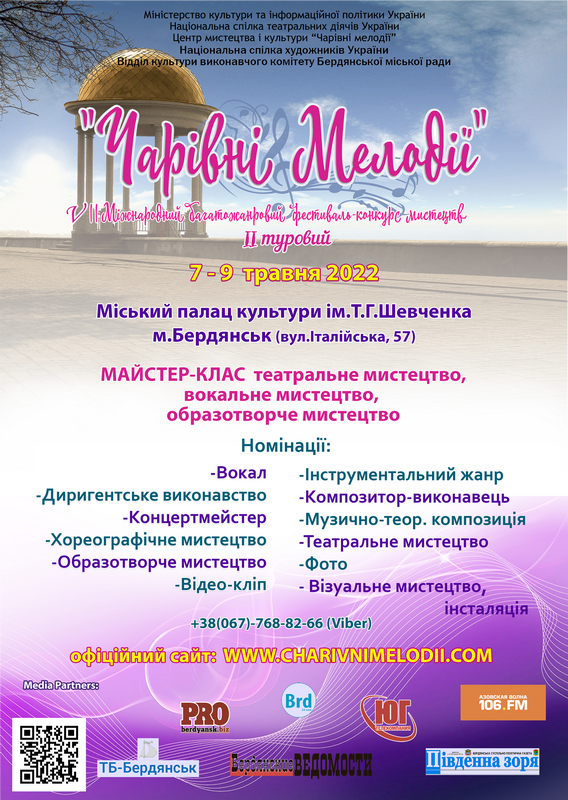 Міністерство культури та інформаційної політики України
Національна спілка театральних діячів України
Центр мистецтва і культури “Чарівні мелодії”
Національна спілка художників України
Відділ культури виконавчого комітету Бердянської міської ради
"Чарівні Мелодії"
VII-Міжнародний багатожанровий фестиваль-конкурс мистецтв
II туровий
7 - 9 травня 2022
Міський палац культури ім.Т.Г.Шевченка
м.Бердянськ (вул.Італійська, 57)
МАЙСТЕР-КЛАС театральне мистецтво,
вокальне мистецтво,
образотворче мистецтво
Номінації:
-Вокал
-Диригентське виконавство
-Концертмейстер
-Хореографічне мистецтво
-Образотворче мистецтво
-Відео-кліп
-Інструментальний жанр
-Композитор-виконавець
-Музично-теор. композиція
-Театральне мистецтво
-Фото
- Візуальне мистецтво,
інсталяція
+38(067)-768-82-66 (Viber)
офіційний сайт: WWW.CHARIVNIMELODII.COM
Media Partners:
PRO
berdyansk.biz
Brd
ЮГ
ТЕЛЕКОМПАНИЯ
АЗОВСКАЯ ВОЛНА
106.FM
ТБ-Бердянськ
Бердянские ВЕДОМОСТИ
БЕРДЯНСЬКА СУСПІЛЬНО-ПОЛІТИЧНА ГАЗЕТА
Південна зоря